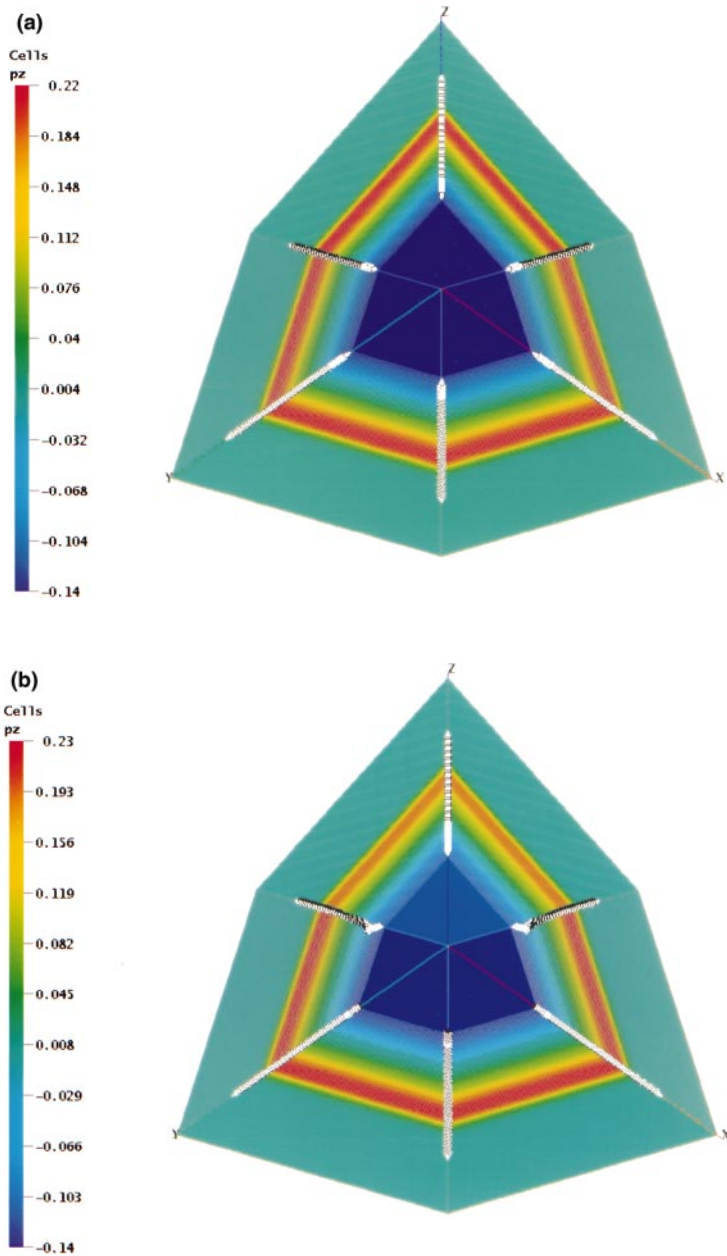 (a)
Cells
pz
0.22
0.184
0.148
0.112
0.076
0.04
0.004
-0.032
-0.068
-0.104
-0.14
Z
Y
X
(b)
Cells
pz
0.23
0.193
0.156
0.119
0.082
0.045
0.008
-0.029
-0.066
-0.103
-0.14
Z
Y
X